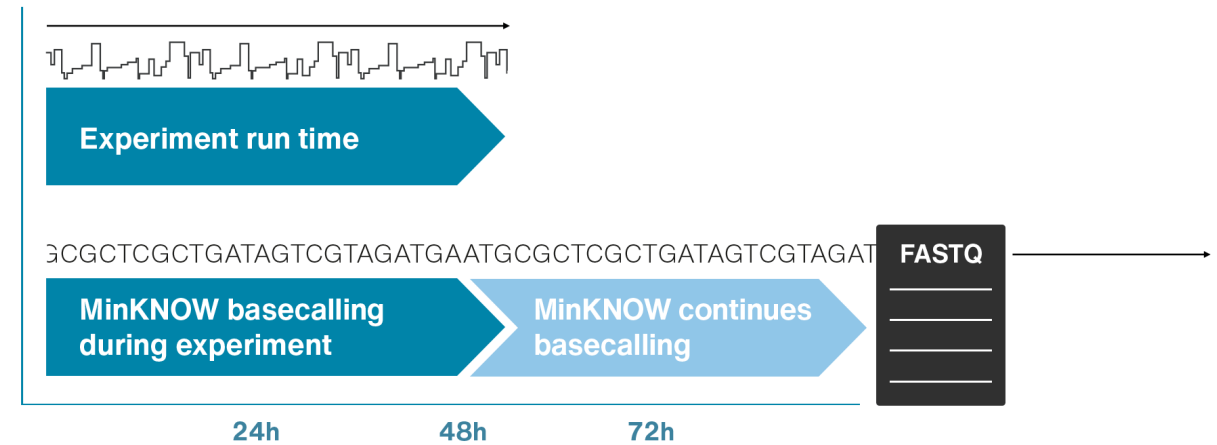 Experiment run time
GCGCTCGCTGATAGTCGTAGATGAATGCGCTCGCTGATAGTCGTAGAT
FASTQ
MinKNOW basecalling
during experiment
MinKNOW continues
basecalling
24h
48h
72h